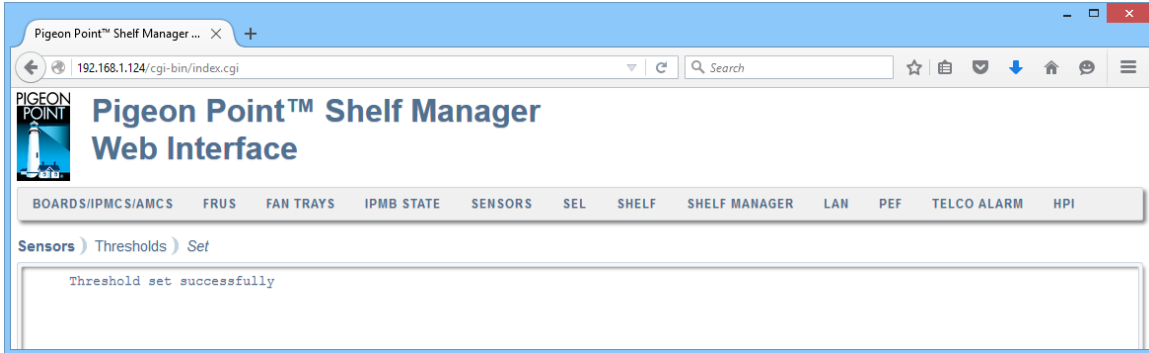 Pigeon Point™ Shelf Manager ...
192.168.1.124/cgi-bin/index.cgi
Search
PIGEON
POINT
Pigeon Poi™ Shelf Manager
Web Interface
BOARDS/IPMCS/AMCS FRUS FAN TRAYS IPMB STATE SENSORS SEL SHELF SHELF MANAGER LAN PEF TELCO ALARM HPI
Sensors Thresholds Set
Threshold set successfully